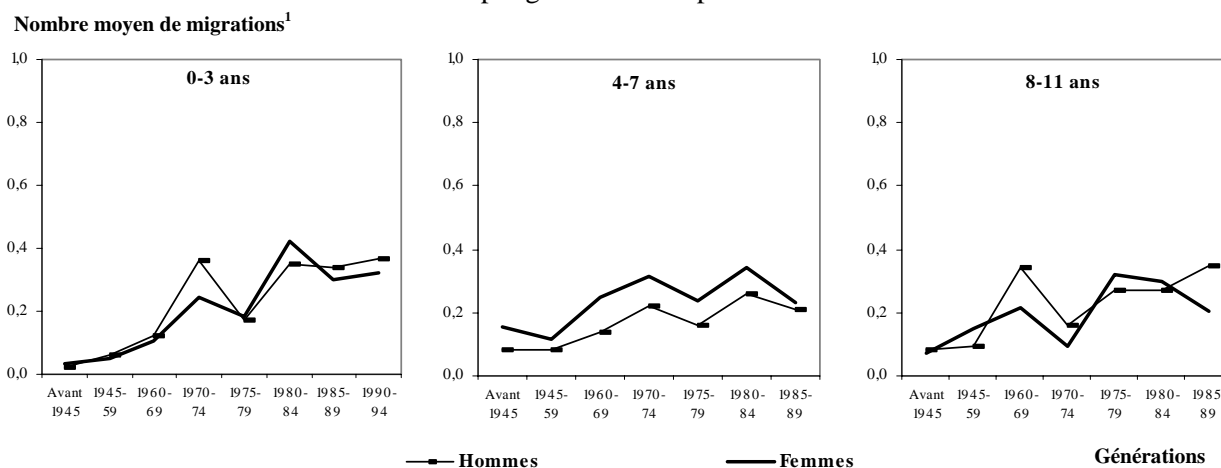 Nombre moyen de migrations1
0-3 ans
1,0
0,8
0,6
0,4
0,2
0,0
Avant 1945- 1960- 1970- 1975- 1980- 1985- 1990-
1945 59 69 74 79 84 89 94
4-7 ans
1,0
0,8
0,6
0,4
0,2
0,0
Avant 1945- 1960- 1970- 1975- 1980- 1985-
1945 59 69 74 79 84 89
8-11 ans
1,0
0,8
0,6
0,4
0,2
0,0
Avant 1945- 1960- 1970- 1975- 1980- 1985-
1945 59 69 74 79 84 89
Hommes Femmes Générations